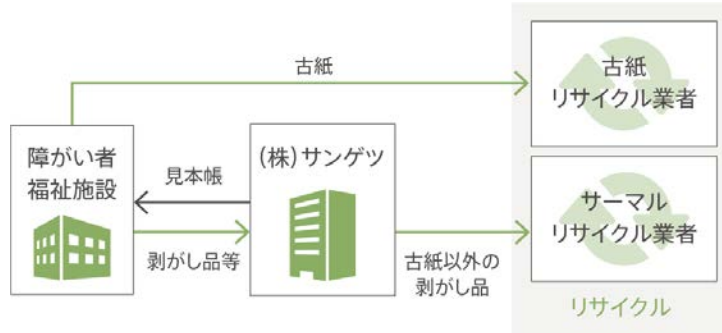 古紙
古紙
リサイクル業者
障がい者
福祉施設
見本帳
(株)サンゲツ
剥がし品等
古紙以外の
剥がし品
サーマル
リサイクル業者
リサイクル